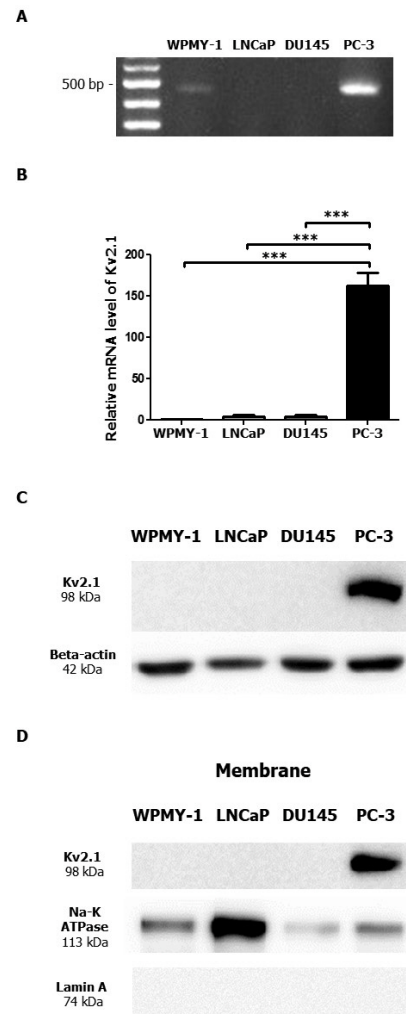 A
WPMY-1 LNCaP DU145 PC-3
500 bp -
B
***
***
***
Relative mRNA level of Kv2.1
200
150
100
50
0
WPMY-1 LNCaP DU145 PC-3
C
WPMY-1 LNCaP DU145 PC-3
Kv2.1
98 kDa
Beta-actin
42 kDa
D
Membrane
WPMY-1 LNCaP DU145 PC-3
Kv2.1
98 kDa
Na-K
ATPase
113 kDa
Lamin A
74 kDa